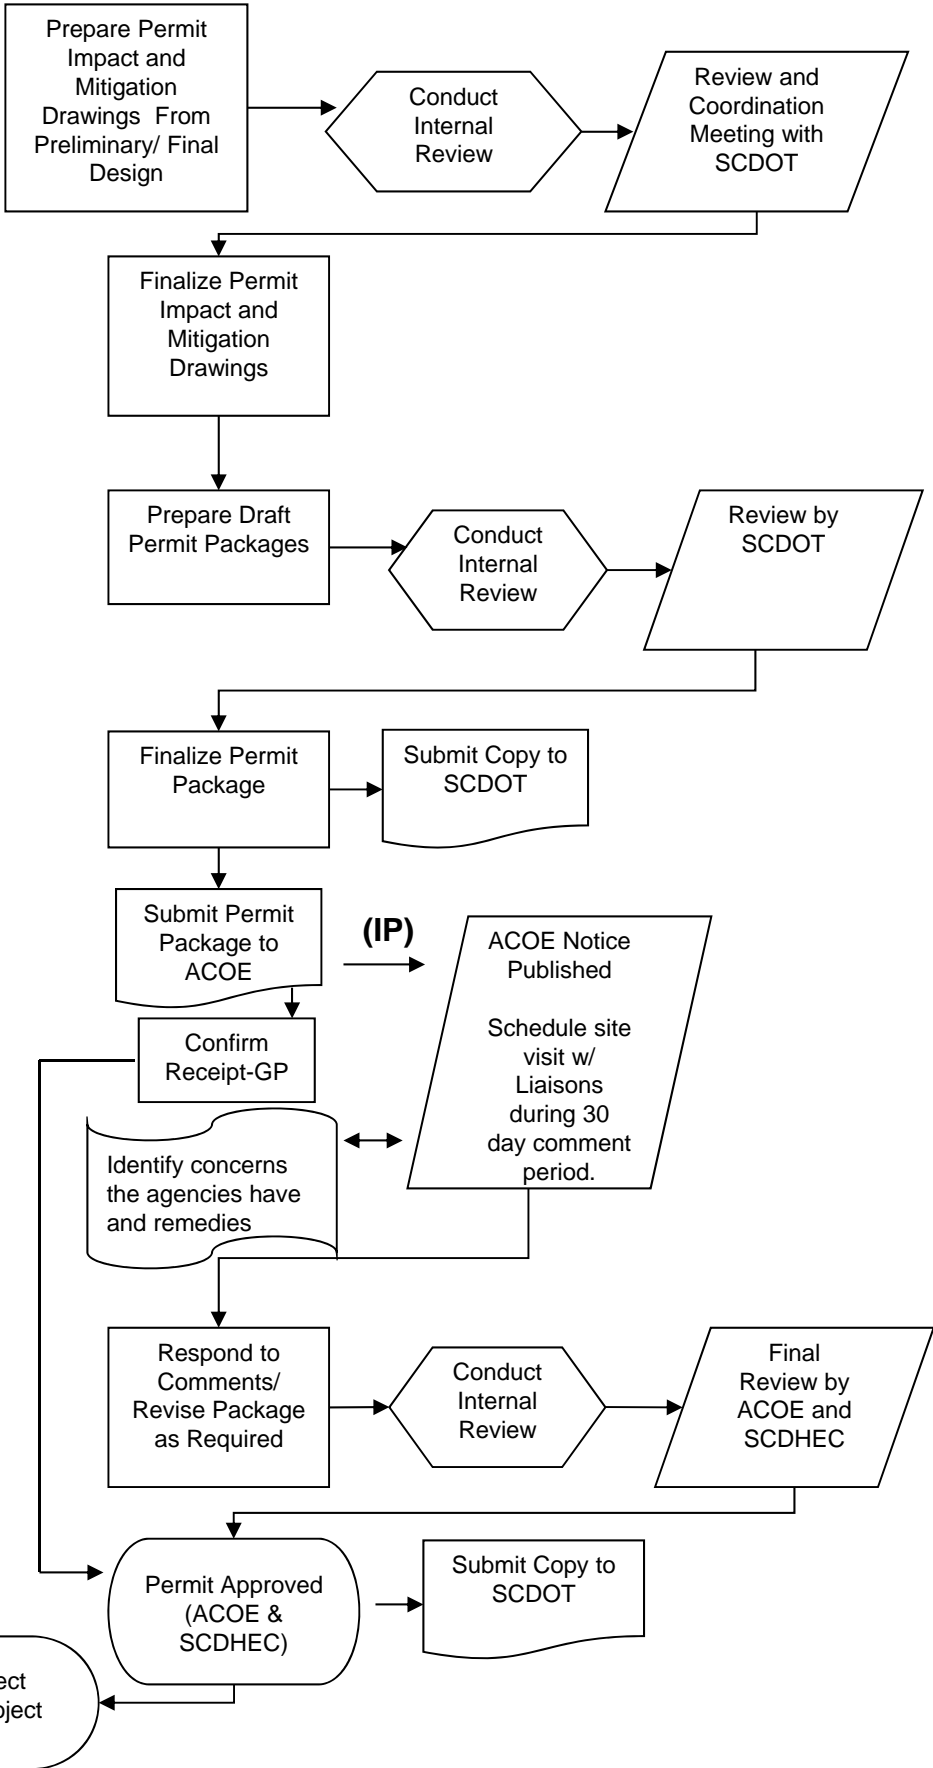 Prepare Permit
Impact and
Mitigation
Drawings From
Preliminary/ Final
Design
Conduct
Internal
Review
Review and
Coordination
Meeting with
SCDOT
Finalize Permit
Impact and
Mitigation
Drawings
Prepare Draft
Permit Packages
Conduct
Internal
Review
Review by
SCDOT
Finalize Permit
Package
Submit Copy to
SCDOT
Submit Permit
Package to
ACOE
(IP)
ACOE Notice
Published
Schedule site
visit w/
Liaisons
during 30
day comment
period.
Confirm
Receipt-GP
Identify concerns
the agencies have
and remedies
Respond to
Comments/
Revise Package
as Required
Conduct
Internal
Review
Final
Review by
ACOE and
SCDHEC
Permit Approved
(ACOE &
SCDHEC)
Submit Copy to
SCDOT